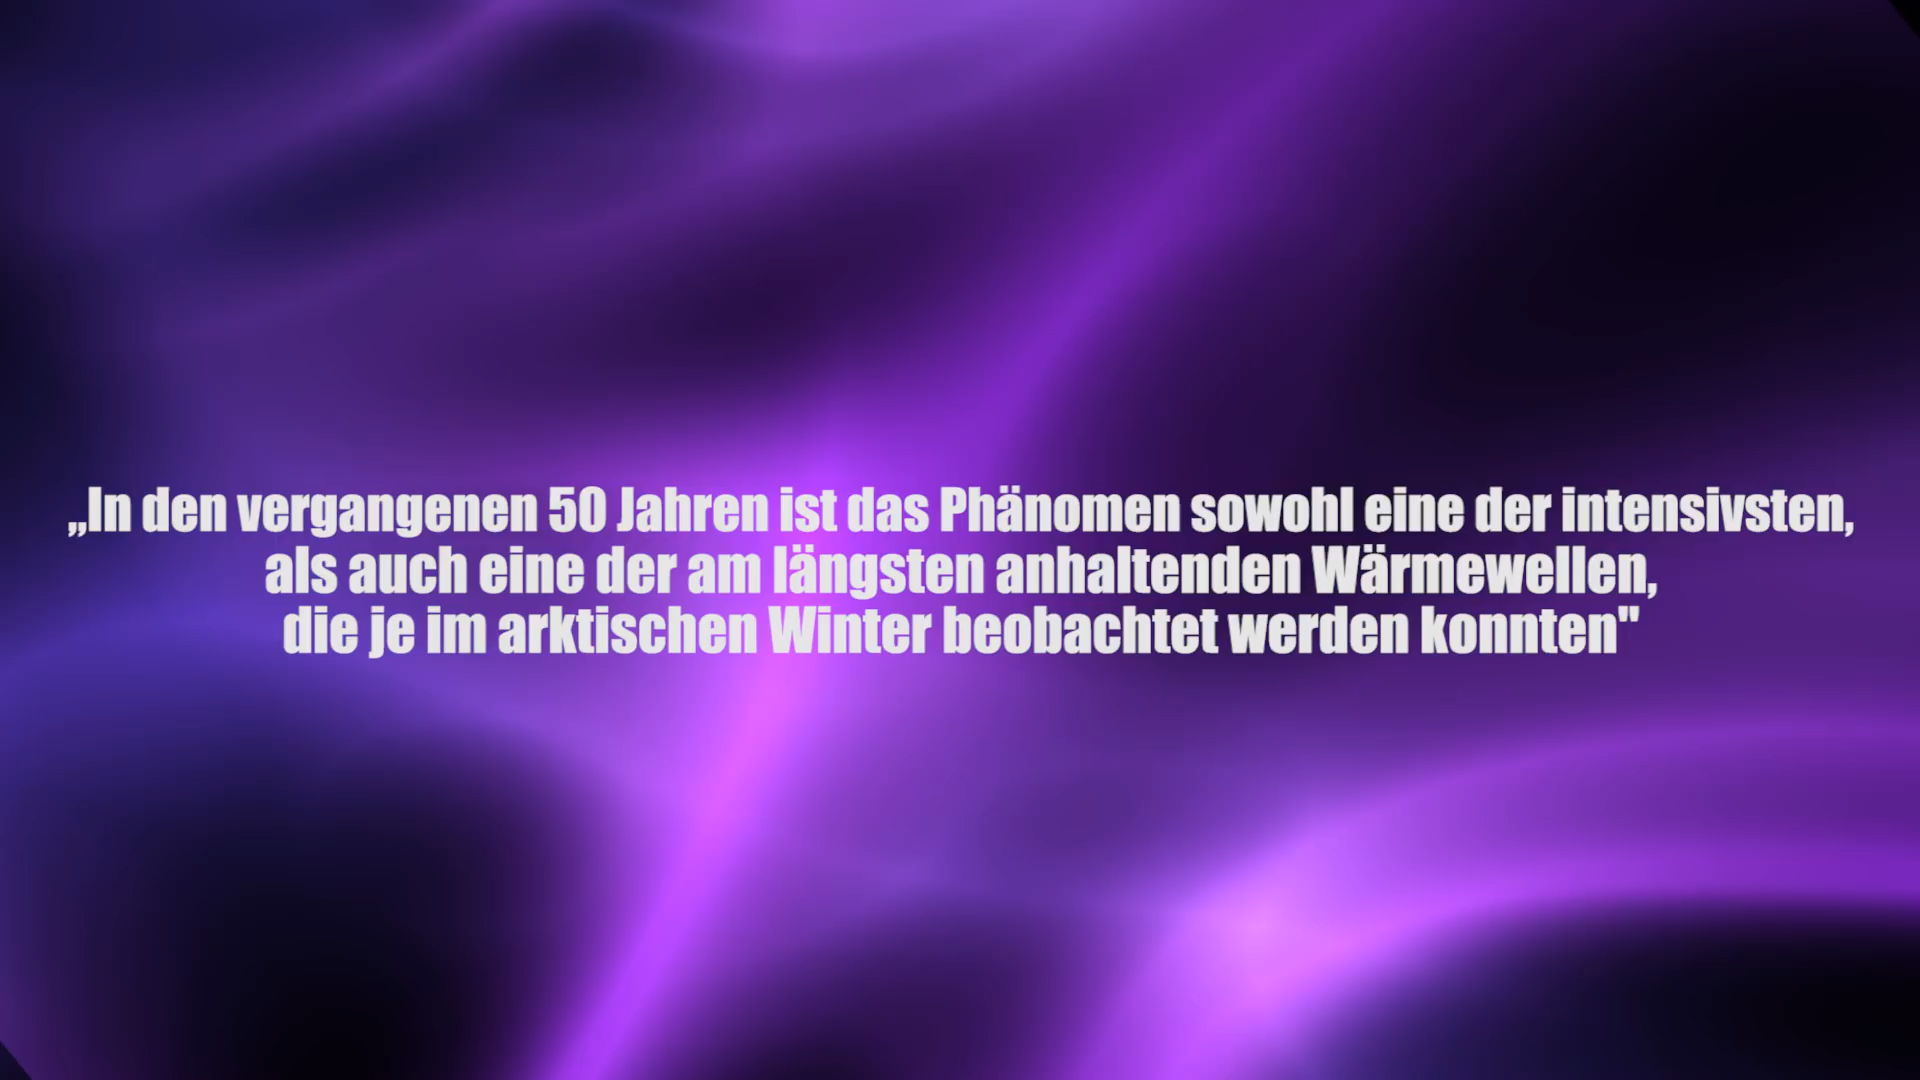 „In den vergangenen 50 Jahren ist das Phänomen sowohl eine der intensivsten,
als auch eine der am längsten anhaltenden Wärmewellen,
die je im arktischen Winter beobachtet werden konnten"